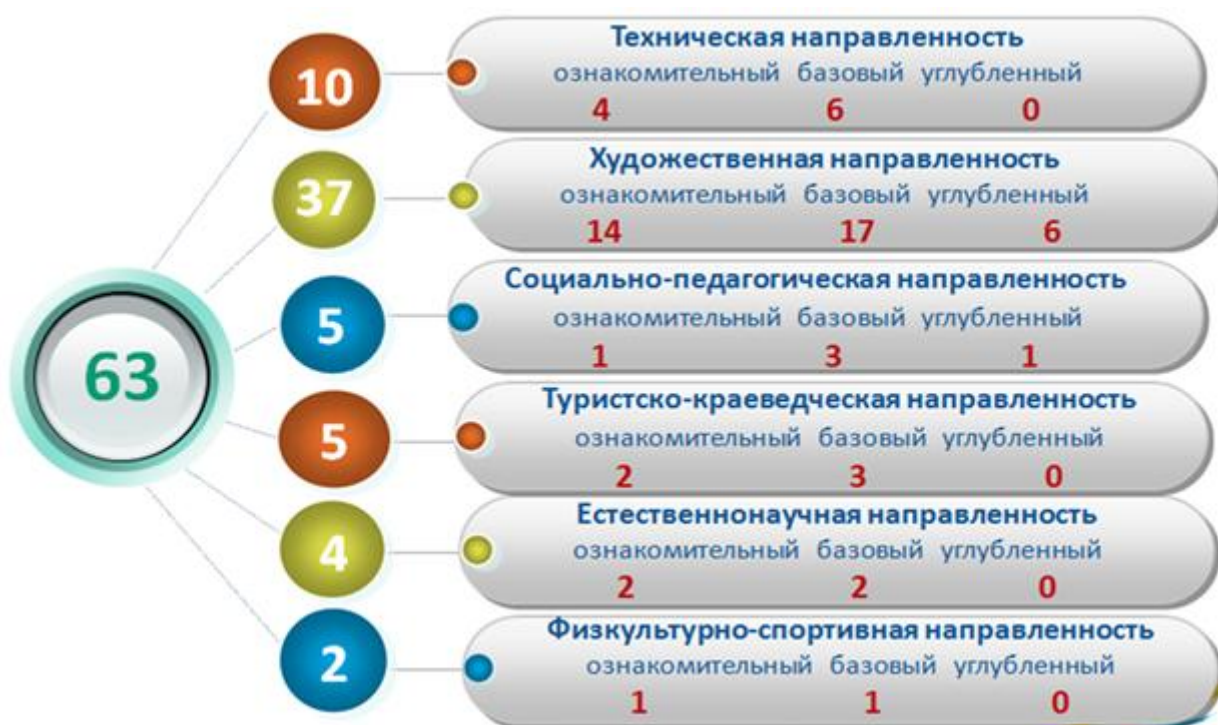 10
Техническая направленность
ознакомительный базовый углубленный
4 6 0
37
Художественная направленность
ознакомительный базовый углубленный
14 17 6
63
5
Социально-педагогическая направленность
ознакомительный базовый углубленный
1 3 1
5
Туристско-краеведческая направленность
ознакомительный базовый углубленный
2 3 0
4
Естественнонаучная направленность
ознакомительный базовый углубленный
2 2 0
2
Физкультурно-спортивная направленность
ознакомительный базовый углубленный
1 1 0